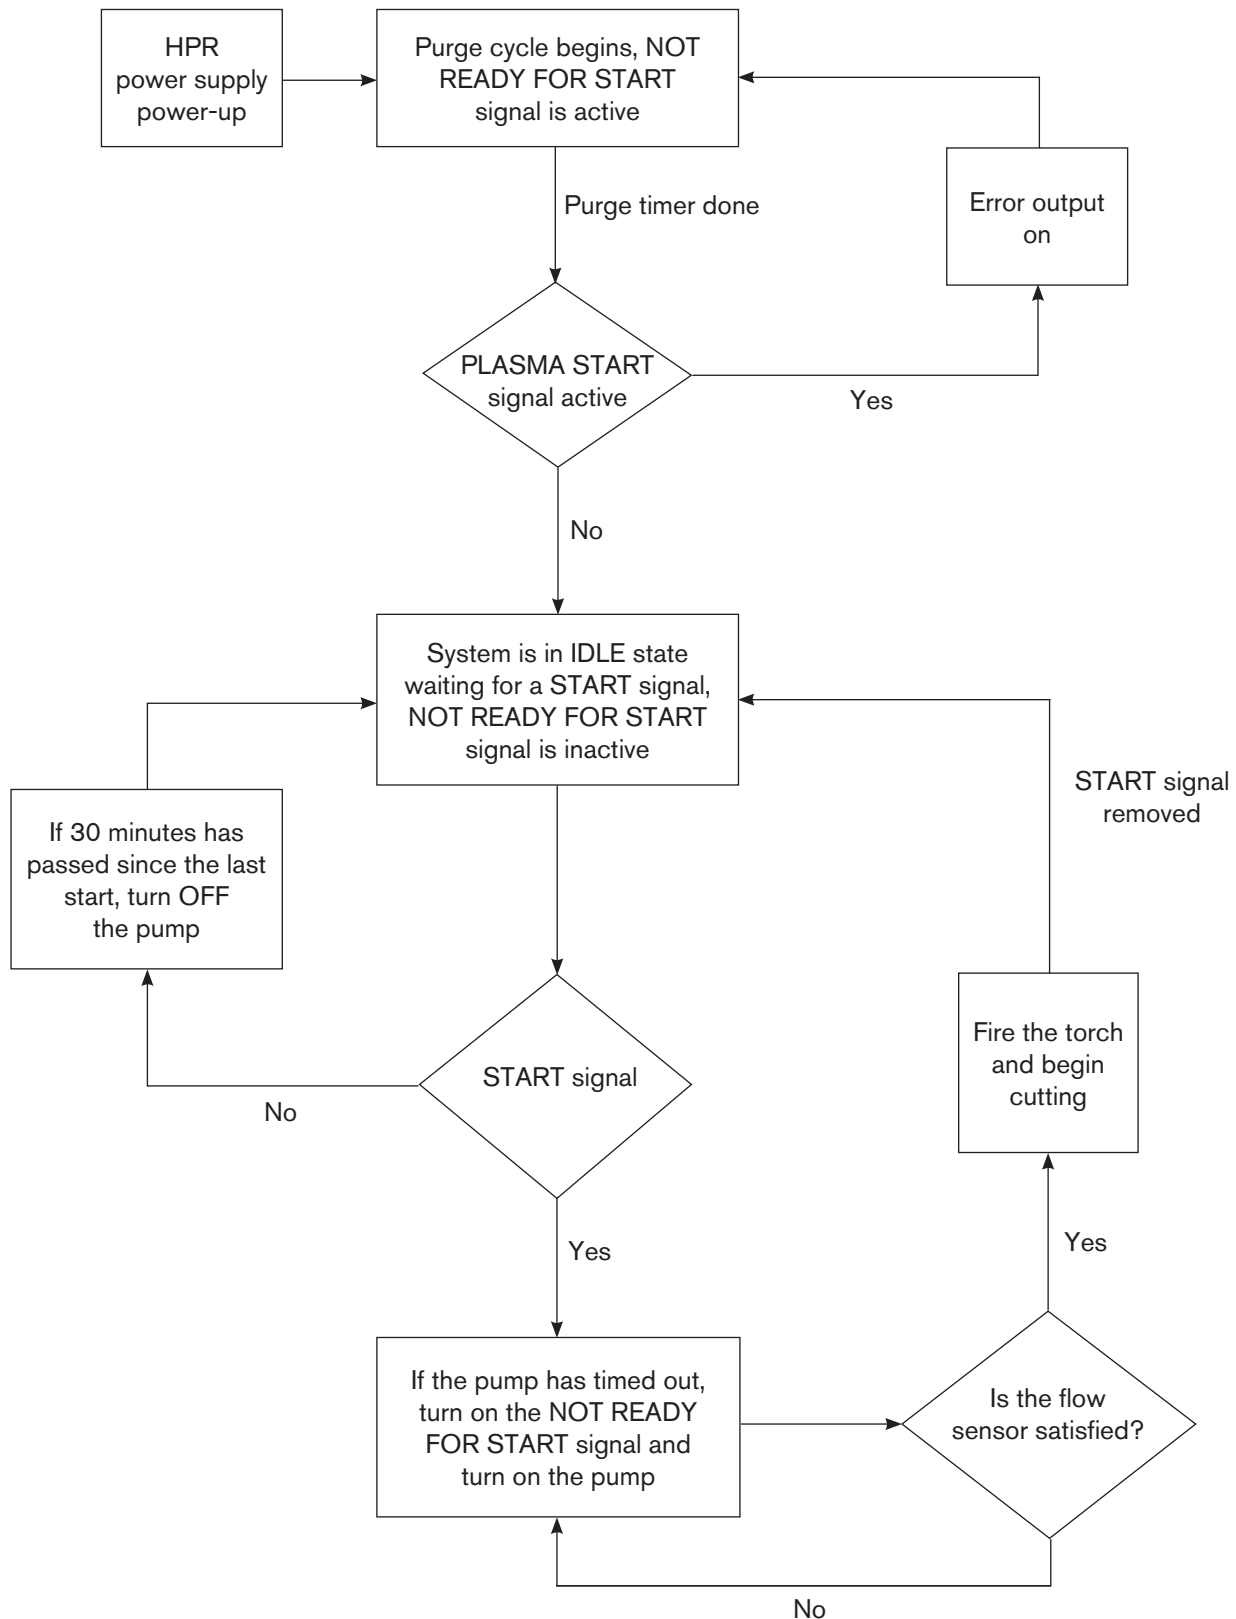 HPR
power supply
power-up
Purge cycle begins, NOT
READY FOR START
signal is active
Error output
on
Purge timer done
PLASMA START
signal active
Yes
No
System is in IDLE state
waiting for a START signal,
NOT READY FOR START
signal is inactive
START signal
removed
If 30 minutes has
passed since the last
start, turn OFF
the pump
Fire the torch
and begin
cutting
START signal
No
Yes
Yes
If the pump has timed out,
turn on the NOT READY
FOR START signal and
turn on the pump
Is the flow
sensor satisfied?
No